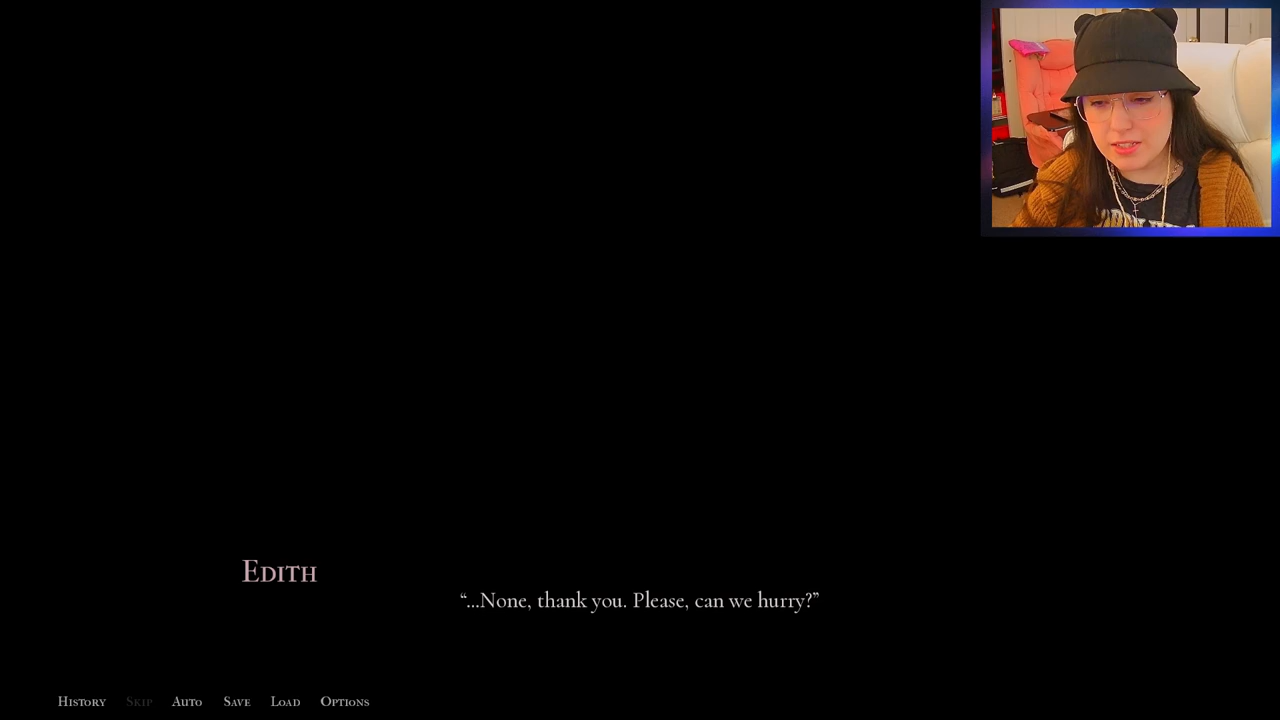 Edith
“...None, thank you. Please, can we hurry?”
History Skip Auto Save Load Options